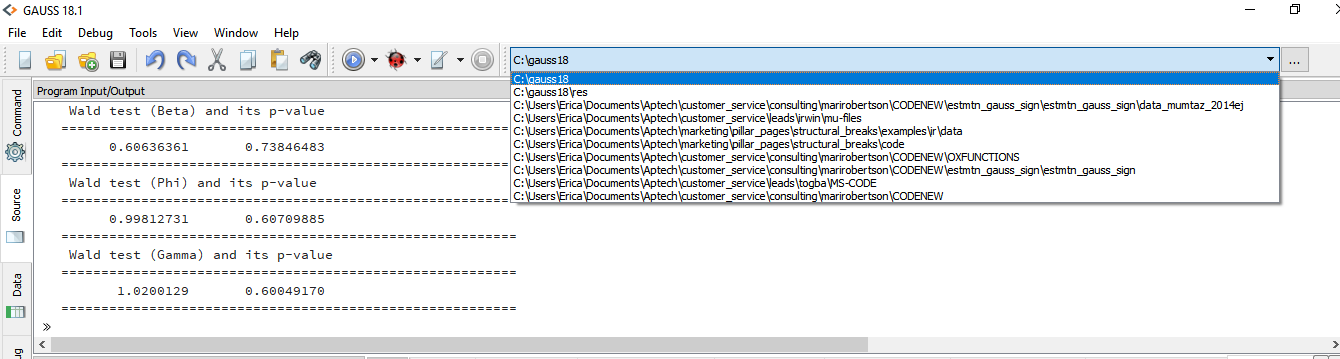 GAUSS 18.1
File Edit Debug Tools View Window Help
C:\gauss18
...
C:\gauss18
C:\gauss18\res
C:\Users\Erica\Documents\Aptech\customer_service\consulting\marirobertson\CODENEW\estmtn_gauss_sign\estmtn_gauss_sign\data_mumtaz_2014ej
C:\Users\Erica\Documents\Aptech\customer_service\leads\irwin\mu-files
C:\Users\Erica\Documents\Aptech\marketing\pillar_pages\structural_breaks\examples\ir\data
C:\Users\Erica\Documents\Aptech\marketing\pillar_pages\structural_breaks\code
C:\Users\Erica\Documents\Aptech\customer_service\consulting\marirobertson\CODENEW\OXFUNCTIONS
C:\Users\Erica\Documents\Aptech\customer_service\consulting\marirobertson\CODENEW\estmtn_gauss_sign\estmtn_gauss_sign
C:\Users\Erica\Documents\Aptech\customer_service\leads\togba\MS-CODE
C:\Users\Erica\Documents\Aptech\customer_service\consulting\marirobertson\CODENEW
Command
Source
Data
Program Input/Output
Wald test (Beta) and its p-value
=====================================================
0.60636361 0.73846483
=====================================================
Wald test (Phi) and its p-value
=====================================================
0.99812731 0.60709885
=====================================================
Wald test (Gamma) and its p-value
=====================================================
1.0200129 0.60049170
=====================================================
»